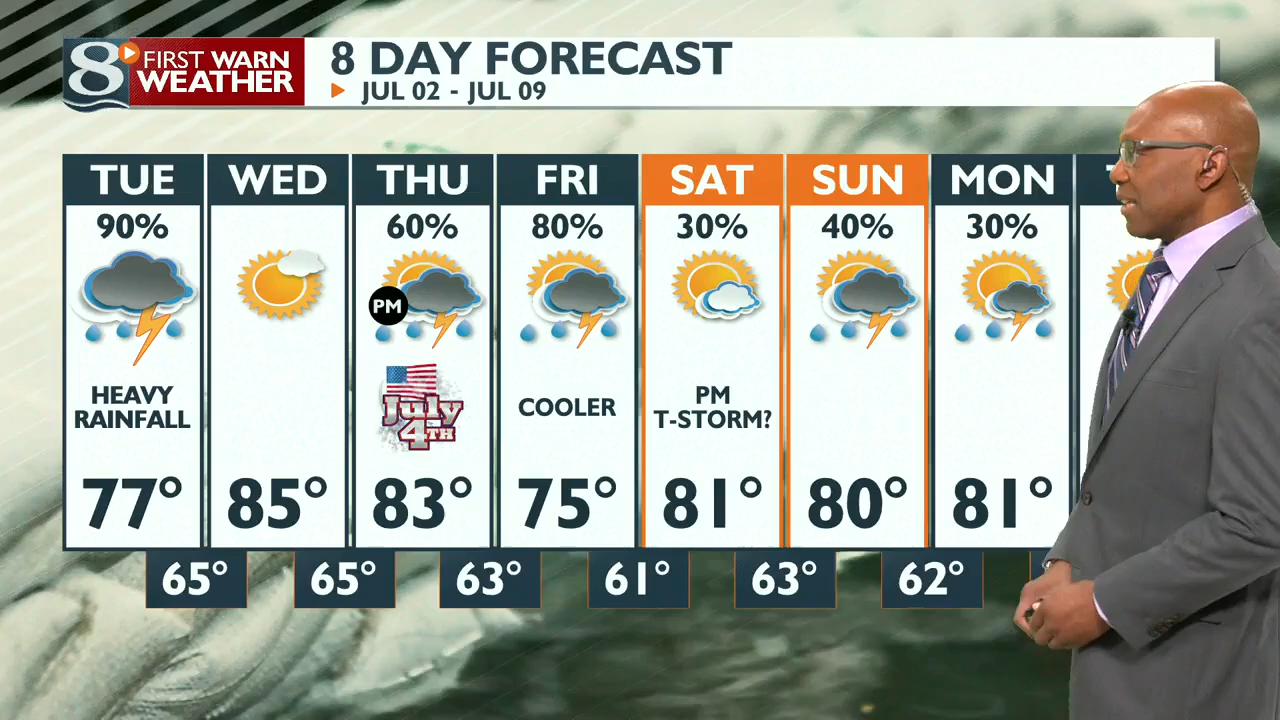 8
FIRST WARN
WEATHER
8 DAY FORECAST
JUL 02 - JUL 09
TUE WED THU FRI SAT SUN MON
90% 60% 80% 30% 40% 30%
PM
HEAVY
RAINFALL
July
4TH
COOLER
PM
T-STORM?
77° 85° 83° 75° 81° 80° 81°
65° 65° 63° 61° 63° 62°